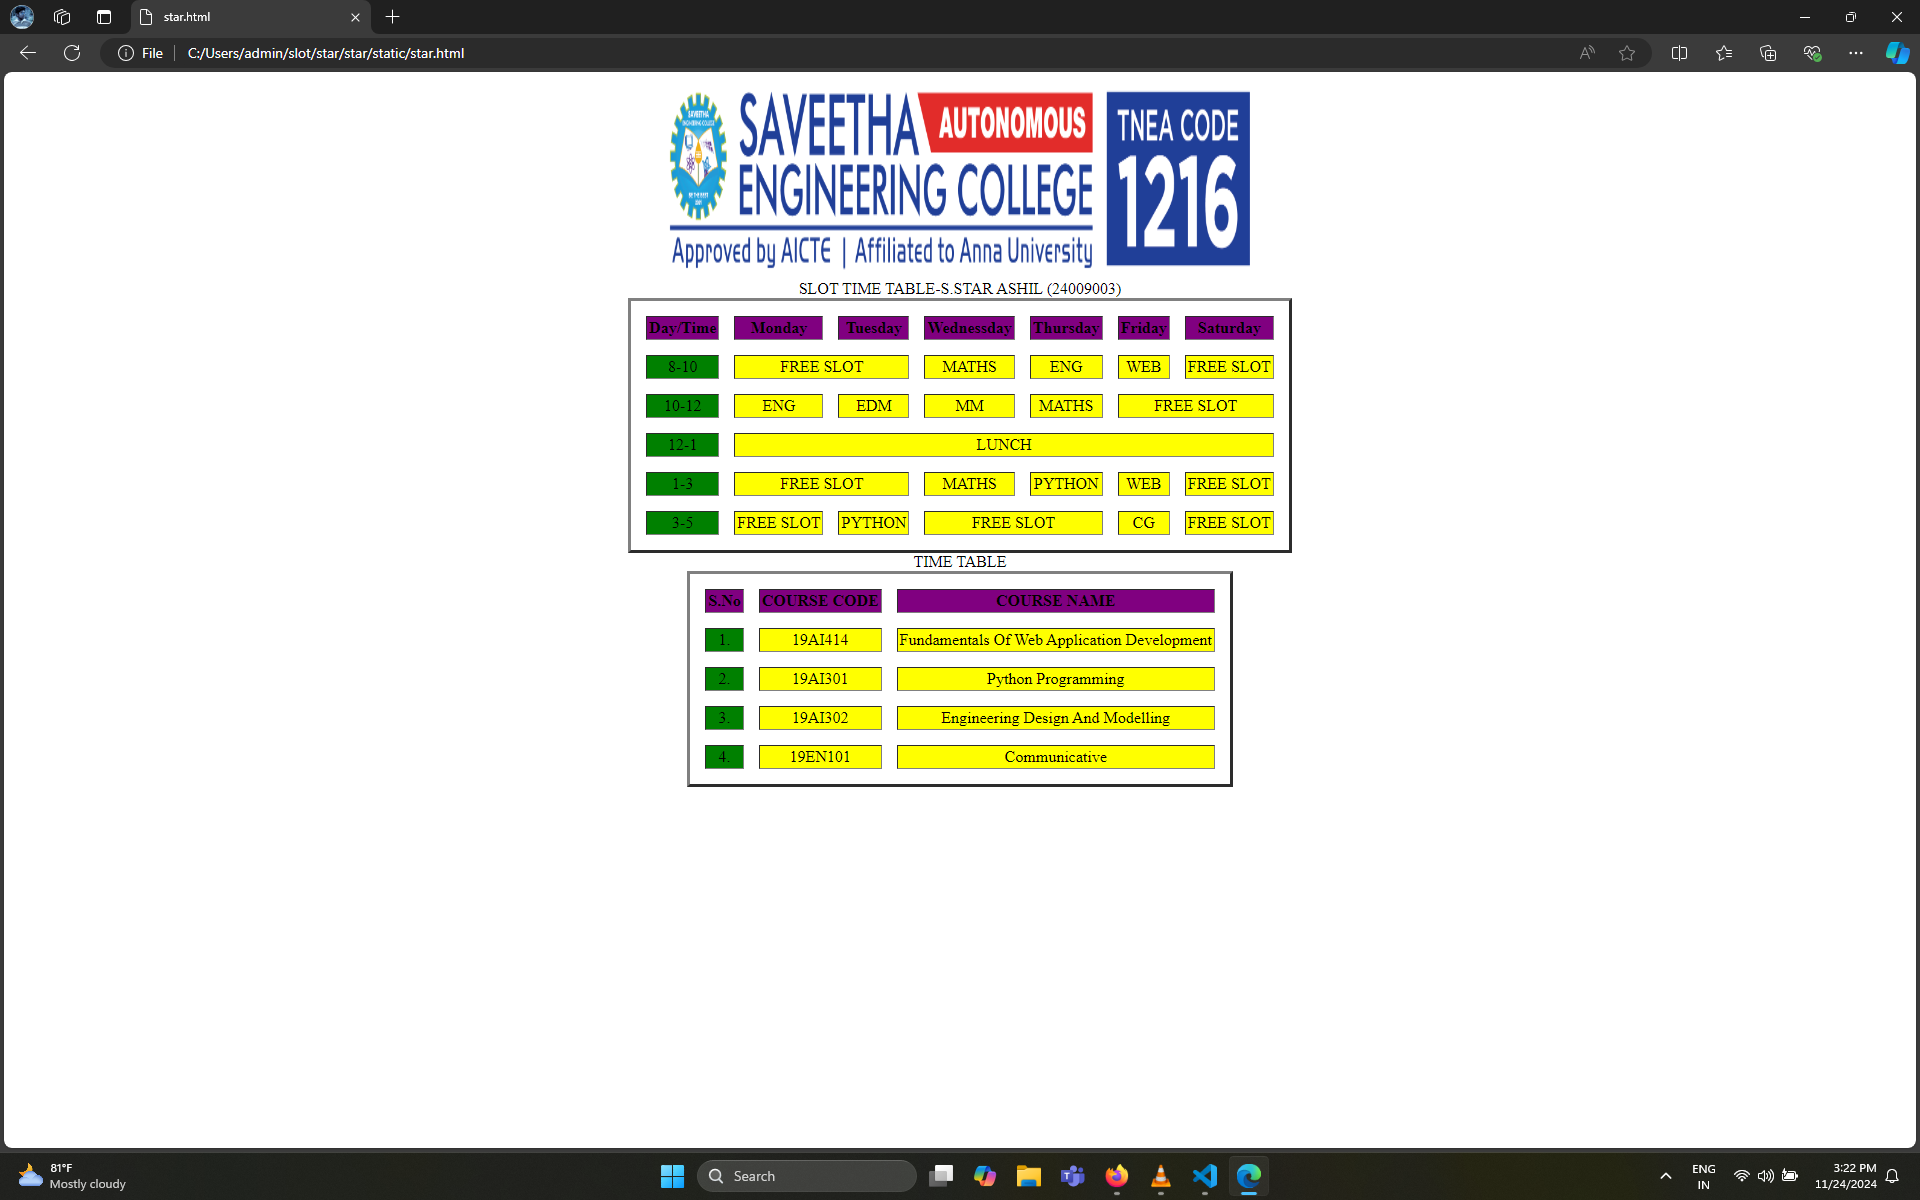 star.html
File
C:/Users/admin/slot/star/star/static/star.html
SAVEETHA AUTONOMOUS
ENGINEERING COLLEGE
Approved by AICTE | Affiliated to Anna University
TNEA CODE
1216
SLOT TIME TABLE-S.STAR ASHIL (24009003)
Day/Time Monday Tuesday Wednessday Thursday Friday Saturday
8-10 FREE SLOT MATHS ENG WEB FREE SLOT
10-12 ENG EDM MM MATHS FREE SLOT
12-1 LUNCH
1-3 FREE SLOT MATHS PYTHON WEB FREE SLOT
3-5 FREE SLOT PYTHON FREE SLOT CG FREE SLOT
TIME TABLE
S.No COURSE CODE COURSE NAME
1. 19AI414 Fundamentals Of Web Application Development
2. 19AI301 Python Programming
3. 19AI302 Engineering Design And Modelling
4. 19EN101 Communicative
81°F
Mostly cloudy
Search
ENG
IN
3:22 PM
11/24/2024